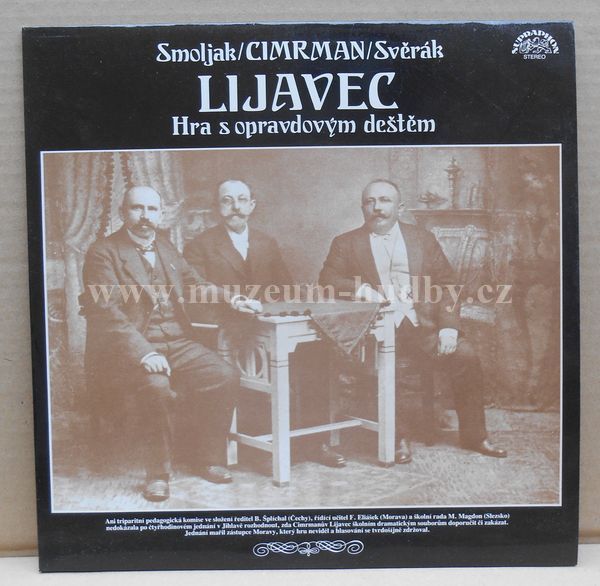 Smoljak/CIMRMAN/Svěrák
SUPRAPHON
STEREO
LIJAVEC
Hra s opravdovým deštěm
www.muzeum-hudby.cz
Ani triparitní pedagogická komise ve složení ředitel B. Šplíchal (Čechy), řídící učitel F. Eliášek (Morava) a školní rada M. Magdon (Slezsko)
nedokázala po čtyřhodinovém jednání v Jihlavě rozhodnout, zda Cimrmanův Lijavec školním dramatickým souborům doporučit či zakázat.
Jednání mařil zástupce Moravy, který hru neviděl a hlasování se tvrdošíjně zdržoval.